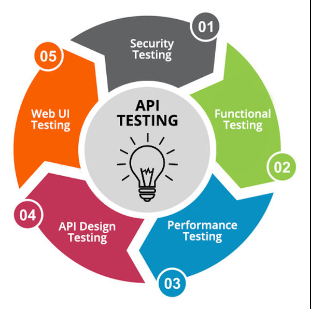 01
Security
Testing
05
API
TESTING
Web UI
Testing
Functional
Testing
02
04
API Design
Testing
Performance
Testing
03